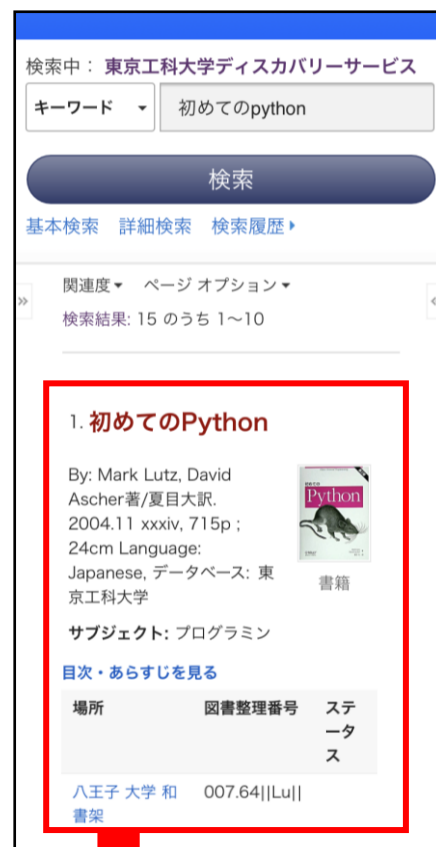 検索中： 東京工科大学ディスカバリーサービス
キーワード
初めてのpython
検索
基本検索 詳細検索 検索履歴
関連度 ページ オプション
検索結果: 15 のうち 1～10
1. 初めてのPython
By: Mark Lutz, David
Ascher著/夏目大訳.
2004.11 xxxiv, 715p ;
24cm Language:
Japanese, データベース: 東
京工科大学
Python
書籍
サブジェクト: プログラミン
目次・あらすじを見る
場所 図書整理番号 ステ
ータ
ス
八王子 大学 和 007.64||Lu||
書架